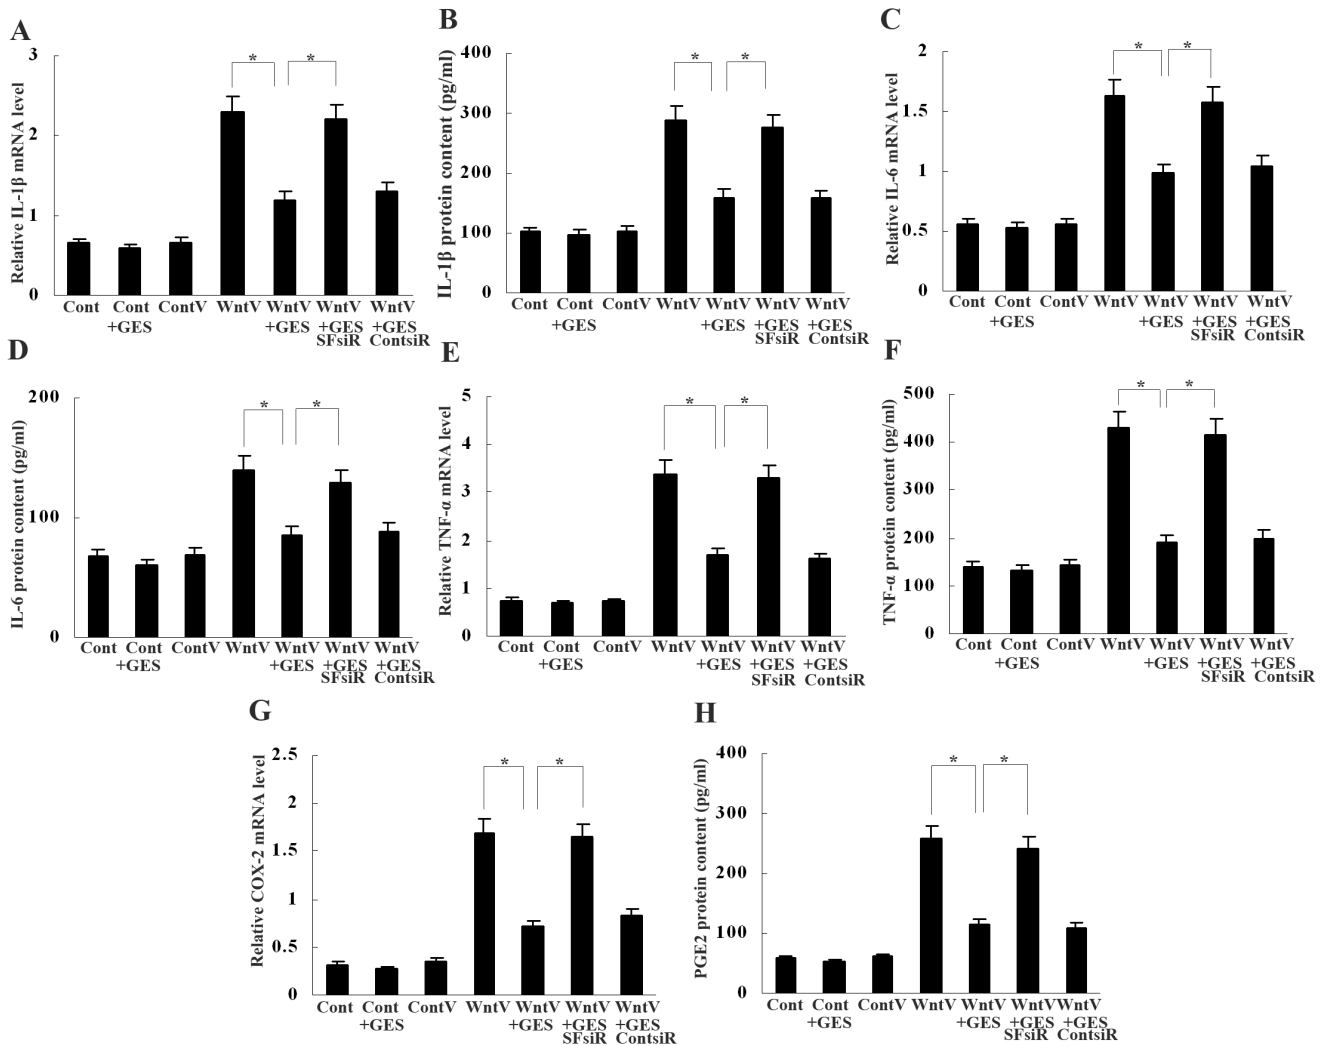 A
Relative IL-1β mRNA level
3
2
1
0
* *
Cont Cont ContV WntV WntV WntV WntV
+GES +GES +GES +GES
SFsiR ContsiR
B
IL-1β protein content (pg/ml)
400
300
200
100
0
* *
Cont Cont ContV WntV WntV WntV WntV
+GES +GES +GES +GES
SFsiR ContsiR
C
Relative IL-6 mRNA level
2
1.5
1
0.5
0
* *
Cont Cont ContV WntV WntV WntV WntV
+GES +GES +GES +GES
SFsiR ContsiR
D
IL-6 protein content (pg/ml)
200
100
0
* *
Cont Cont ContV WntV WntV WntV WntV
+GES +GES +GES +GES
SFsiR ContsiR
E
Relative TNF-α mRNA level
5
4
3
2
1
0
* *
Cont Cont ContV WntV WntV WntV WntV
+GES +GES +GES +GES
SFsiR ContsiR
F
TNF-α protein content (pg/ml)
500
400
300
200
100
0
* *
Cont Cont ContV WntV WntV WntV WntV
+GES +GES +GES +GES
SFsiR ContsiR
G
Relative COX-2 mRNA level
2.5
2
1.5
1
0.5
0
* *
Cont Cont ContV WntV WntV WntV WntV
+GES +GES +GES +GES
SFsiR ContsiR
H
PGE2 protein content (pg/ml)
400
300
200
100
0
* *
Cont Cont ContV WntV WntV WntV WntV
+GES +GES +GES +GES
SFsiR ContsiR